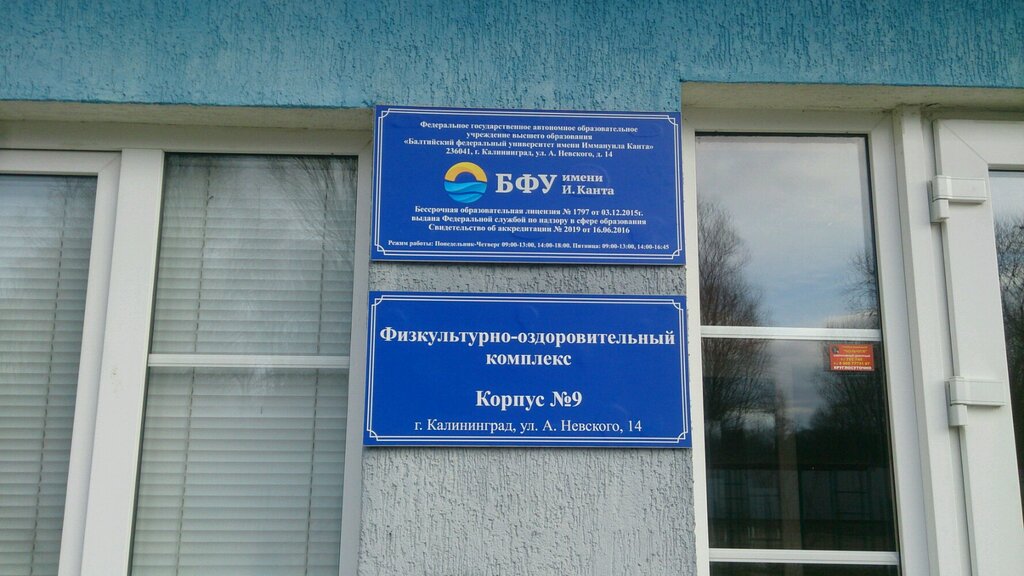 Федеральное государственное автономное образовательное
учреждение высшего образования
«Балтийский федеральный университет имени Иммануила Канта»
236041, г. Калининград, ул. А. Невского, д. 14
БФУ имени
И. Канта
Бессрочная образовательная лицензия № 1797 от 03.12.2015г.
выдана Федеральной службой по надзору в сфере образования
Свидетельство об аккредитации № 2019 от 16.06.2016
Режим работы: Понедельник-Четверг 09:00-13:00, 14:00-18:00. Пятница: 09:00-13:00, 14:00-16:45
Физкультурно-оздоровительный
комплекс
Корпус №9
г. Калининград, ул. А. Невского, 14
КРУГЛОСУТОЧНО